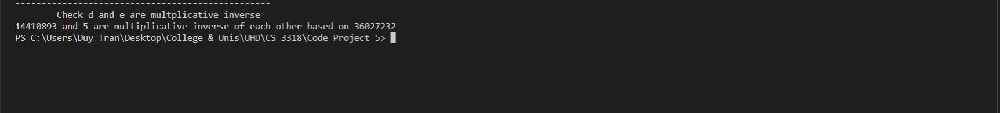 -------------------------------------------------
Check d and e are multplicative inverse
14410893 and 5 are multiplicative inverse of each other based on 36027232
PS C:\Users\Duy Tran\Desktop\College & Unis\UHD\CS 3318\Code Project 5>